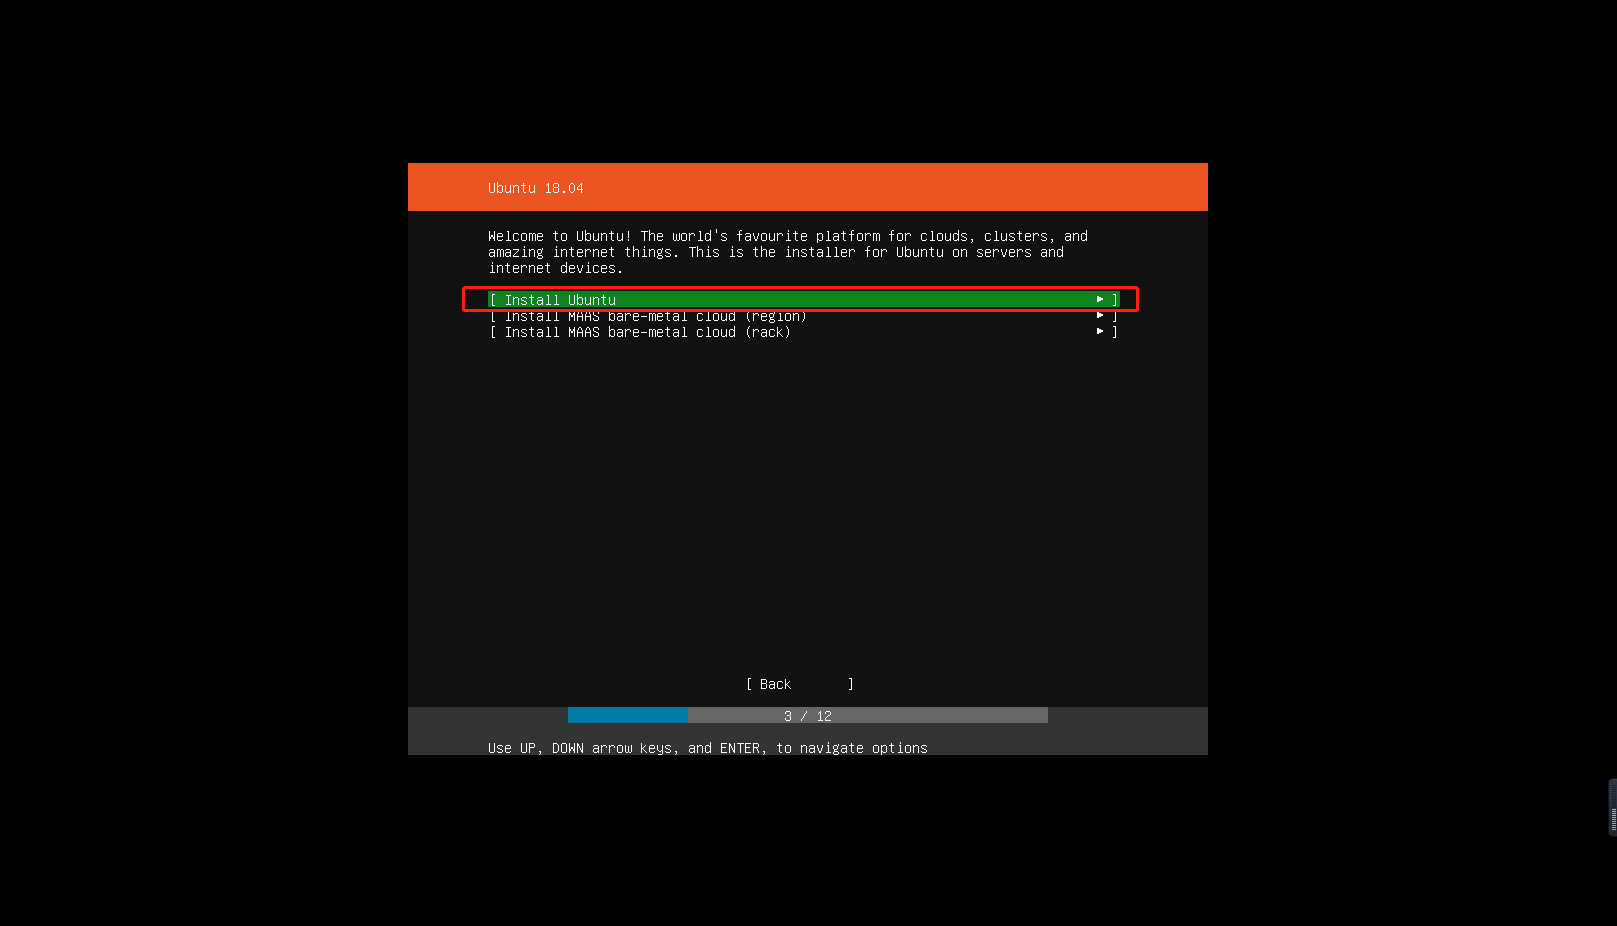 Ubuntu 18.04
Welcome to Ubuntu! The world's favourite platform for clouds, clusters, and
amazing internet things. This is the installer for Ubuntu on servers and
internet devices.
[ Install Ubuntu ▸ ]
[ Install MAAS bare-metal cloud (region) ▸ ]
[ Install MAAS bare-metal cloud (rack) ▸ ]
[ Back ]
3 / 12
Use UP, DOWN arrow keys, and ENTER, to navigate options